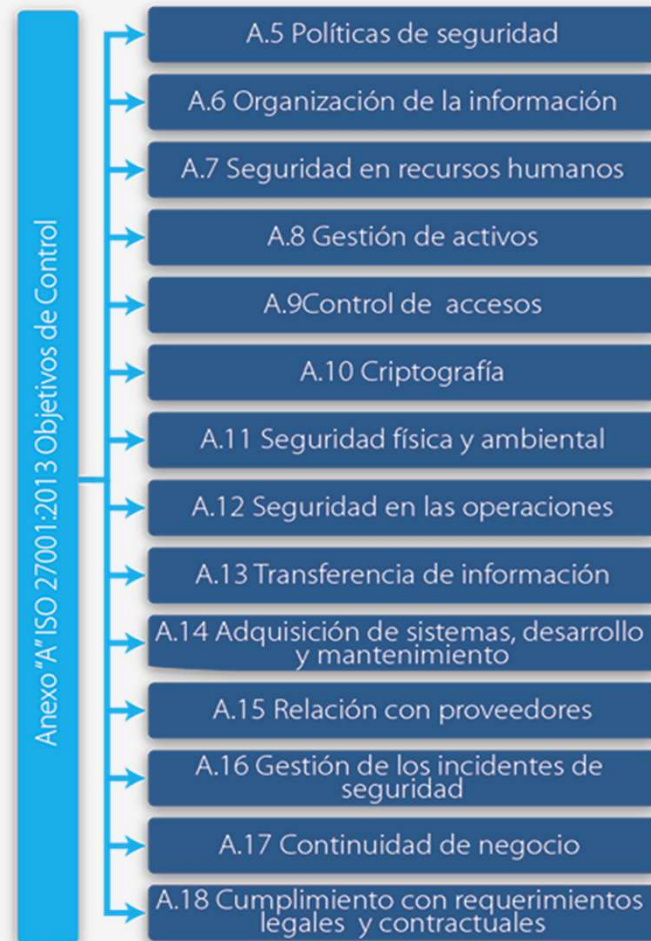 Anexo "A" ISO 27001:2013 Objetivos de Control
A.5 Políticas de seguridad
A.6 Organización de la información
A.7 Seguridad en recursos humanos
A.8 Gestión de activos
A.9Control de accesos
A.10 Criptografía
A.11 Seguridad física y ambiental
A.12 Seguridad en las operaciones
A.13 Transferencia de información
A.14 Adquisición de sistemas, desarrollo
y mantenimiento
A.15 Relación con proveedores
A.16 Gestión de los incidentes de
seguridad
A.17 Continuidad de negocio
A.18 Cumplimiento con requerimientos
legales y contractuales